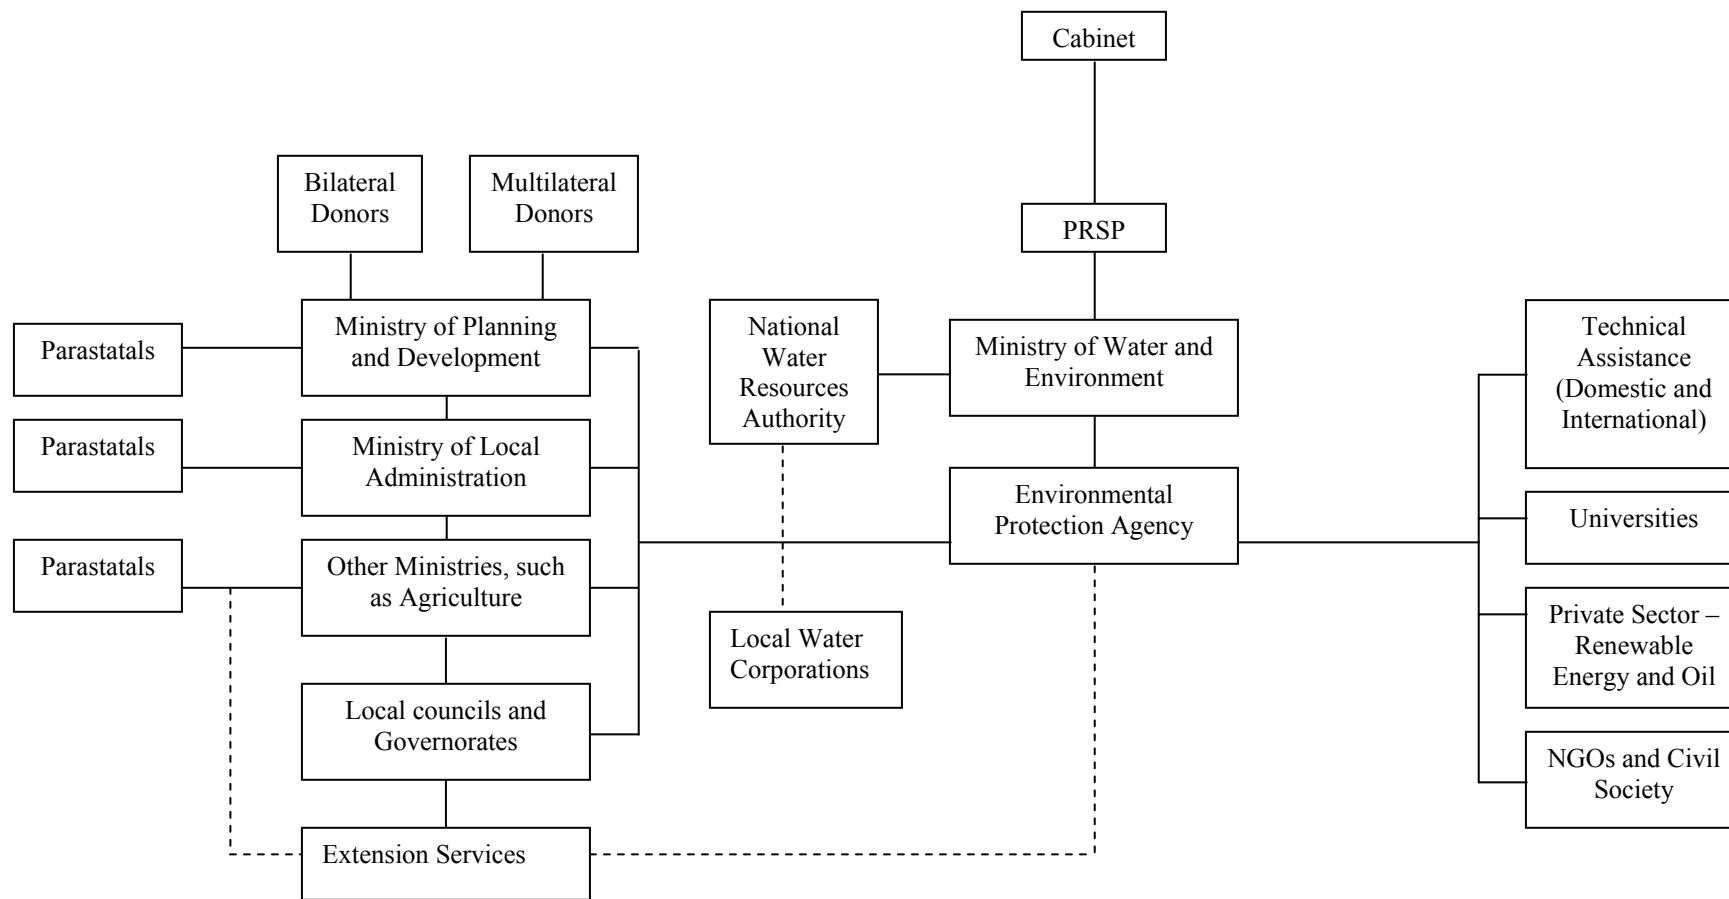 Cabinet
Bilateral
Donors
Multilateral
Donors
PRSP
Parastatals
Ministry of Planning
and Development
National
Water
Resources
Authority
Ministry of Water and
Environment
Technical
Assistance
(Domestic and
International)
Parastatals
Ministry of Local
Administration
Environmental
Protection Agency
Universities
Parastatals
Other Ministries, such
as Agriculture
Local Water
Corporations
Private Sector –
Renewable
Energy and Oil
Local councils and
Governorates
NGOs and Civil
Society
Extension Services